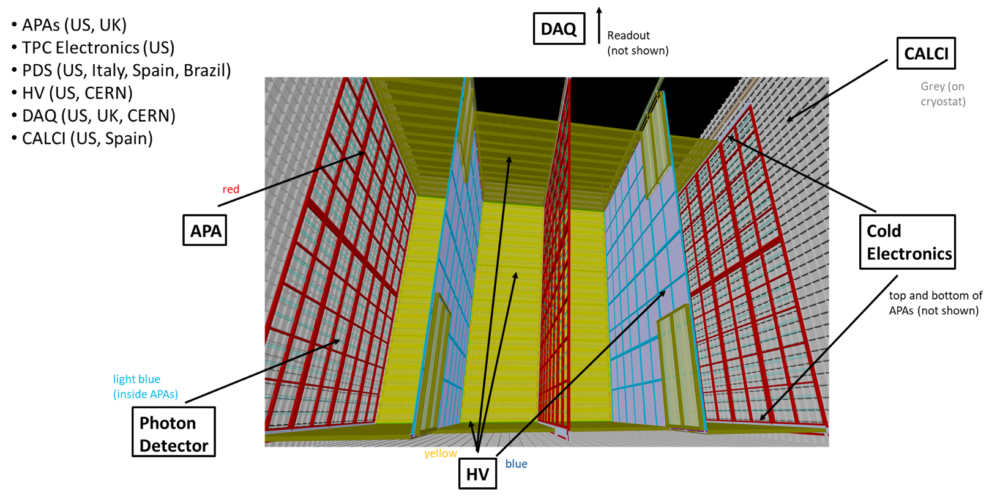 • APAs (US, UK)
• TPC Electronics (US)
• PDS (US, Italy, Spain, Brazil)
• HV (US, CERN)
• DAQ (US, UK, CERN)
• CALCI (US, Spain)
DAQ
Readout
(not shown)
CALCI
Grey (on
cryostat)
red
APA
Cold
Electronics
top and bottom of
APAs (not shown)
light blue
(inside APAs)
Photon
Detector
yellow
HV
blue